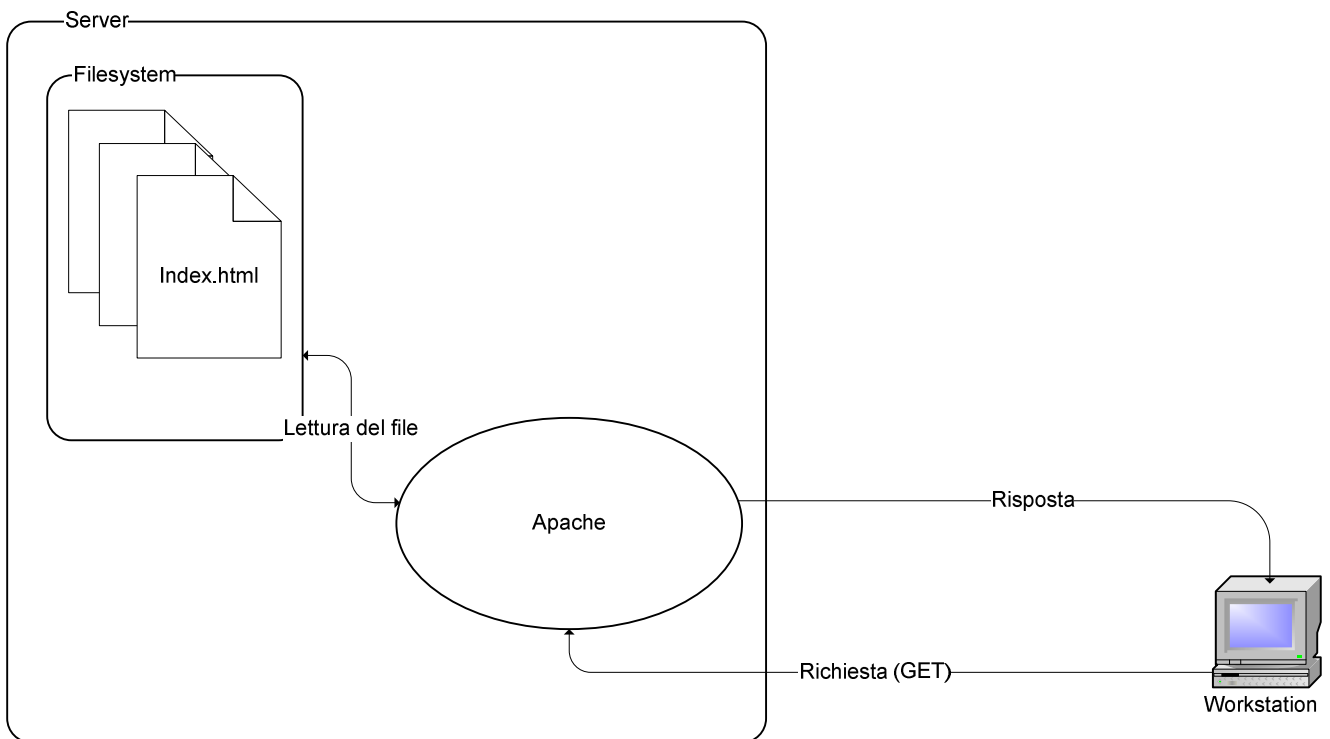 Server
Filesystem
Index.html
Lettura del file
Apache
Risposta
Richiesta (GET)
Workstation